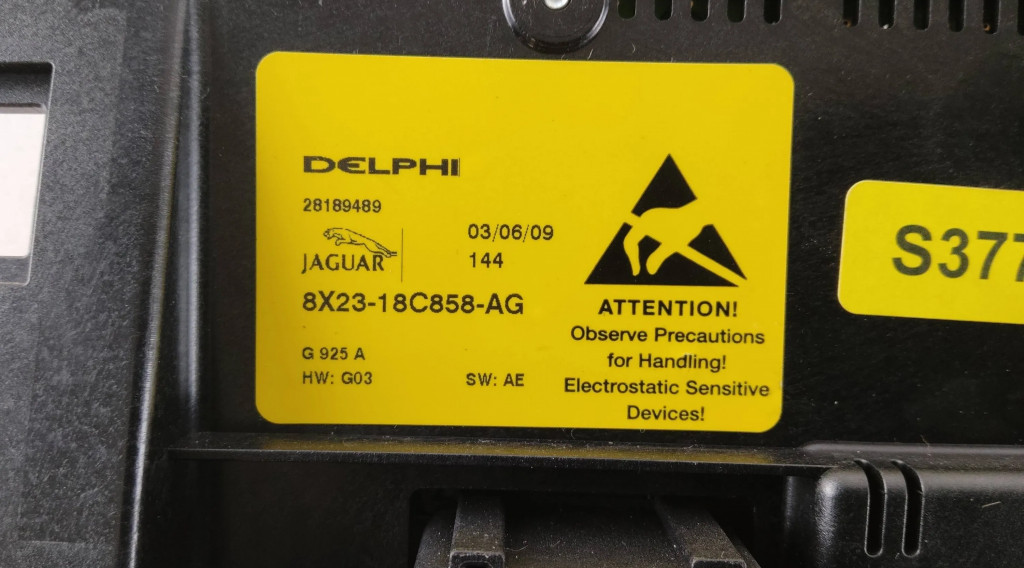 DELPHI
28189489
03/06/09
JAGUAR
144
8X23-18C858-AG
G 925 A
HW: G03 SW: AE
ATTENTION!
Observe Precautions
for Handling!
Electrostatic Sensitive
Devices!
S377